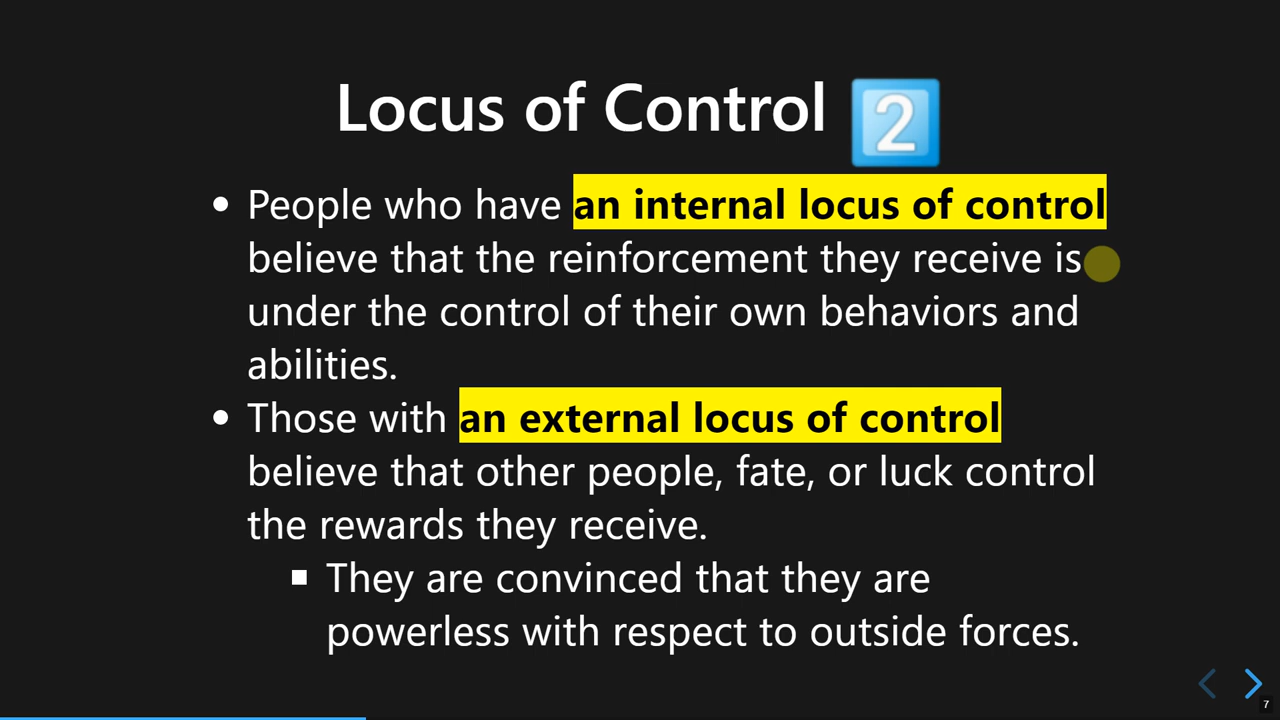 Locus of Control 2️⃣
• People who have an internal locus of control
believe that the reinforcement they receive is
under the control of their own behaviors and
abilities.
• Those with an external locus of control
believe that other people, fate, or luck control
the rewards they receive.
▪ They are convinced that they are
powerless with respect to outside forces.
7